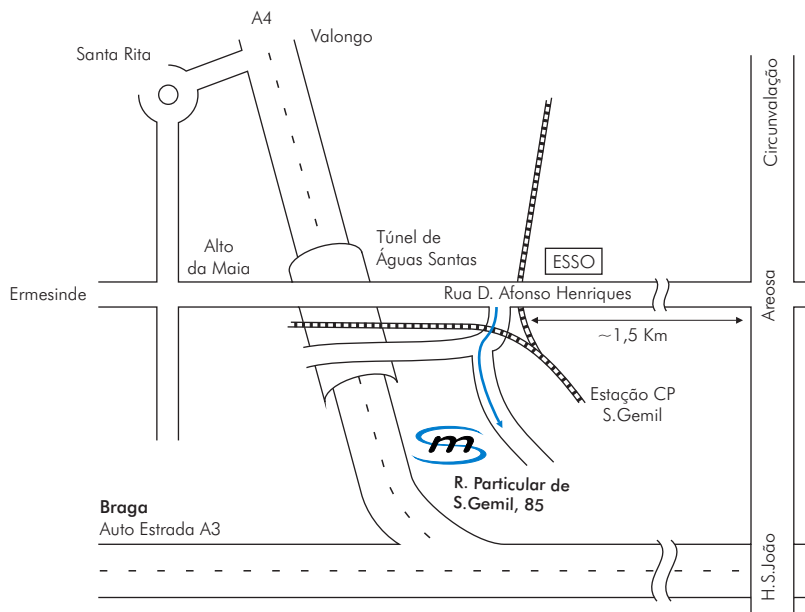 A4
Valongo
Santa Rita
Circunvalação
Túnel de
Águas Santas
Alto
da Maia
ESSO
Ermesinde
Rua D. Afonso Henriques
Areosa
~1,5 Km
Estação CP
S.Gemil
m
R. Particular de
S.Gemil, 85
Braga
Auto Estrada A3
H.S.João